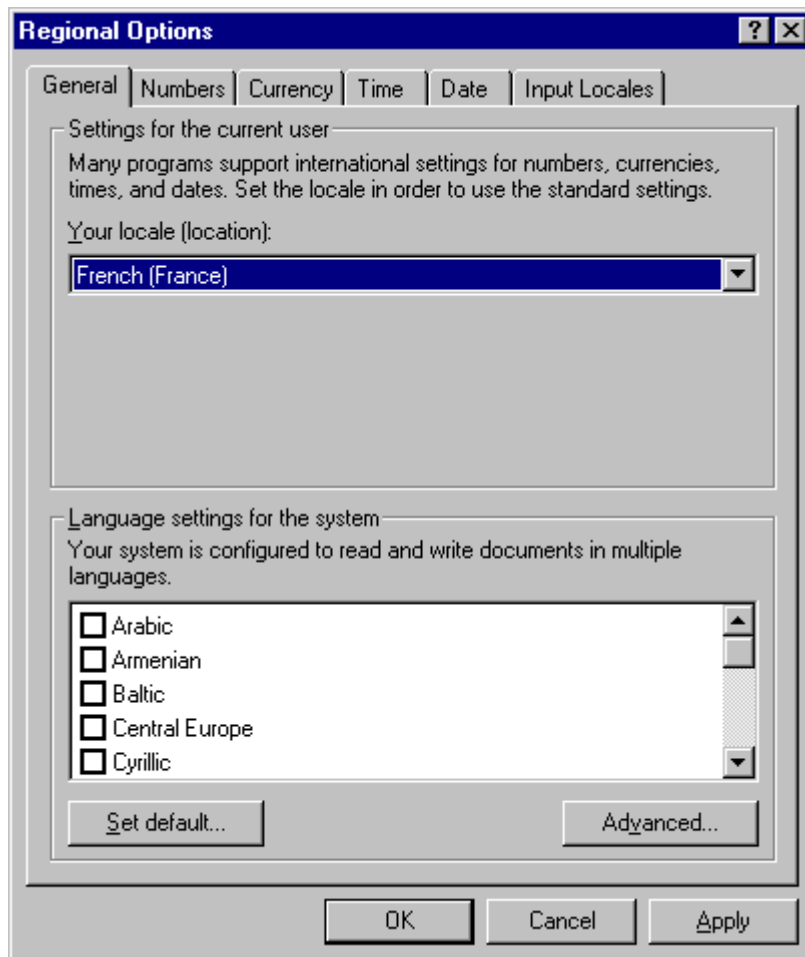 Regional Options
General Numbers Currency Time Date Input Locales
Settings for the current user
Many programs support international settings for numbers, currencies,
times, and dates. Set the locale in order to use the standard settings.
Your locale (location):
French (France)
Language settings for the system
Your system is configured to read and write documents in multiple
languages.
Arabic
Armenian
Baltic
Central Europe
Cyrillic
Set default... Advanced...
OK Cancel Apply